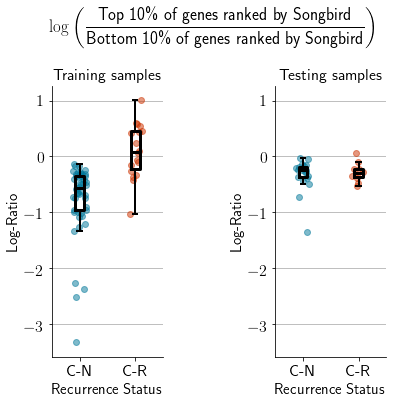 log ( Top 10% of genes ranked by Songbird
Bottom 10% of genes ranked by Songbird )
Training samples
Log-Ratio
1
0
−1
−2
−3
C-N C-R
Recurrence Status
Testing samples
Log-Ratio
1
0
−1
−2
−3
C-N C-R
Recurrence Status